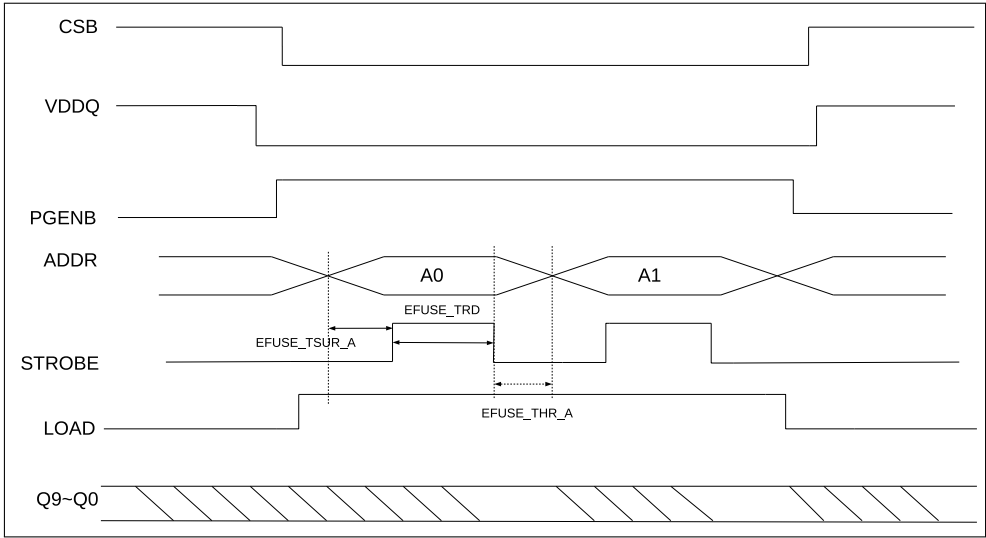 CSB
VDDQ
PGENB
ADDR
A0
A1
EFUSE_TRD
EFUSE_TSUR_A
STROBE
EFUSE_THR_A
LOAD
Q9~Q0